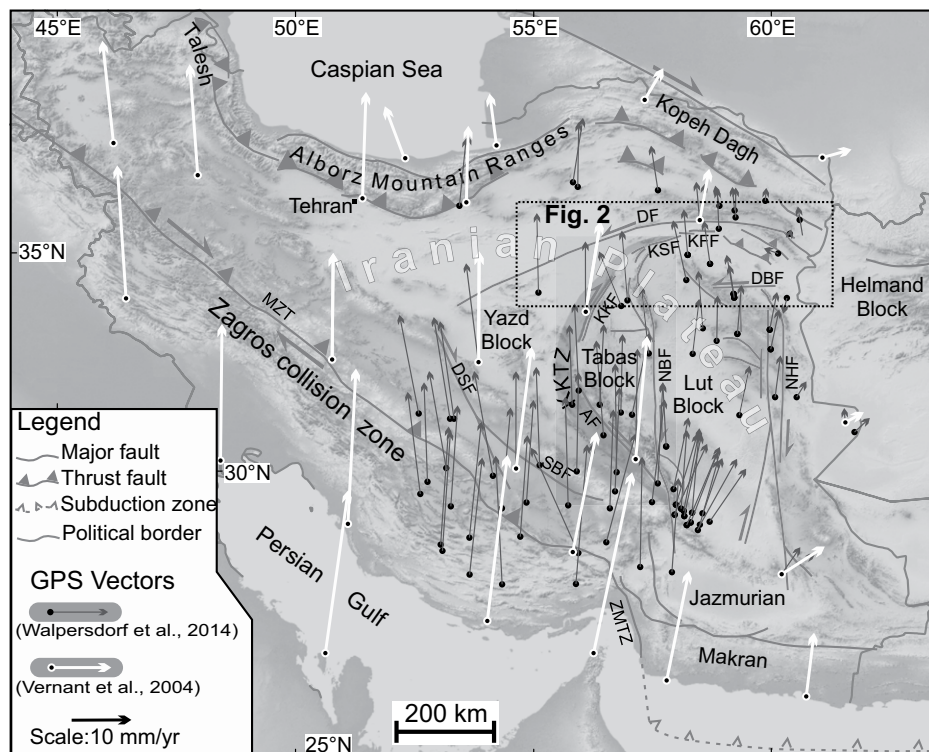 45°E
50°E
55°E
60°E
Talesh
Caspian Sea
Kopeh Dagh
Alborz Mountain Ranges
Tehran
Fig. 2
DF
KSF
KFF
35°N
Iranian Plateau
DBF
Helmand
Block
MZT
KKF
Zagros collision zone
Yazd
Block
Tabas
Block
YKTZ
NBF
Lut
Block
NHF
DSF
AF
SBF
30°N
Legend
Major fault
Thrust fault
Subduction zone
Political border
GPS Vectors
(Walpersdorf et al., 2014)
(Vernant et al., 2004)
Scale:10 mm/yr
Persian
Gulf
ZMTZ
Jazmurian
Makran
200 km
25°N